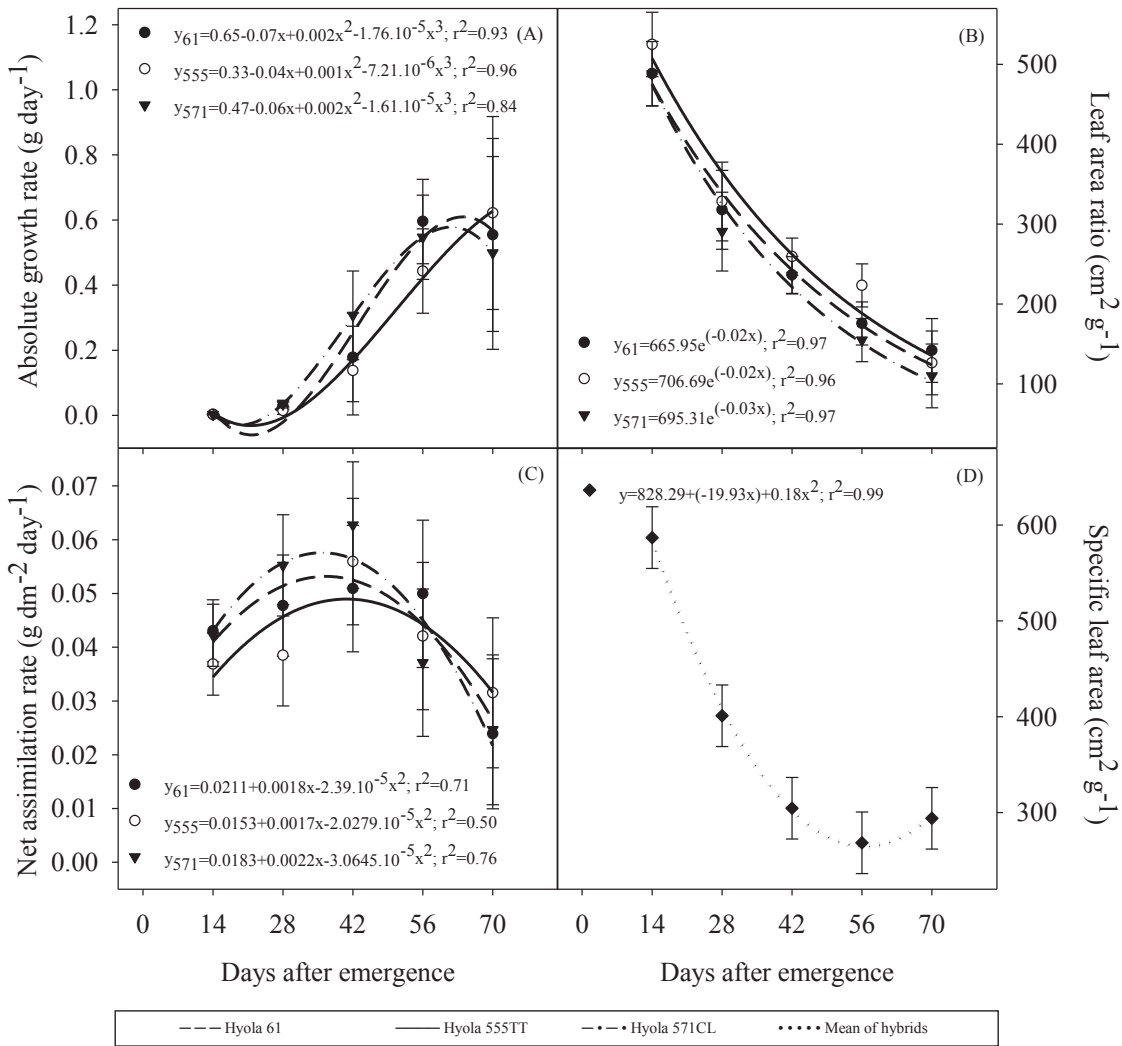 Absolute growth rate (g day⁻¹)
1.2
1.0
0.8
0.6
0.4
0.2
0.0
y₆₁=0.65-0.07x+0.002x²-1.76.10⁻⁵x³; r²=0.93
(A)
y₅₅₅=0.33-0.04x+0.001x²-7.21.10⁻⁶x³; r²=0.96
y₅₇₁=0.47-0.06x+0.002x²-1.61.10⁻⁵x³; r²=0.84
(B)
y₆₁=665.95e⁽⁻⁰·⁰²ˣ⁾; r²=0.97
y₅₅₅=706.69e⁽⁻⁰·⁰²ˣ⁾; r²=0.96
y₅₇₁=695.31e⁽⁻⁰·⁰³ˣ⁾; r²=0.97
500
400
300
200
100
Leaf area ratio (cm² g⁻¹)
Net assimilation rate (g dm⁻² day⁻¹)
0.07
0.06
0.05
0.04
0.03
0.02
0.01
0.00
(C)
y₆₁=0.0211+0.0018x-2.39.10⁻⁵x²; r²=0.71
y₅₅₅=0.0153+0.0017x-2.0279.10⁻⁵x²; r²=0.50
y₅₇₁=0.0183+0.0022x-3.0645.10⁻⁵x²; r²=0.76
(D)
y=828.29+(-19.93x)+0.18x²; r²=0.99
600
500
400
300
Specific leaf area (cm² g⁻¹)
0 14 28 42 56 70
0 14 28 42 56 70
Days after emergence
Days after emergence
Hyola 61 Hyola 555TT Hyola 571CL Mean of hybrids